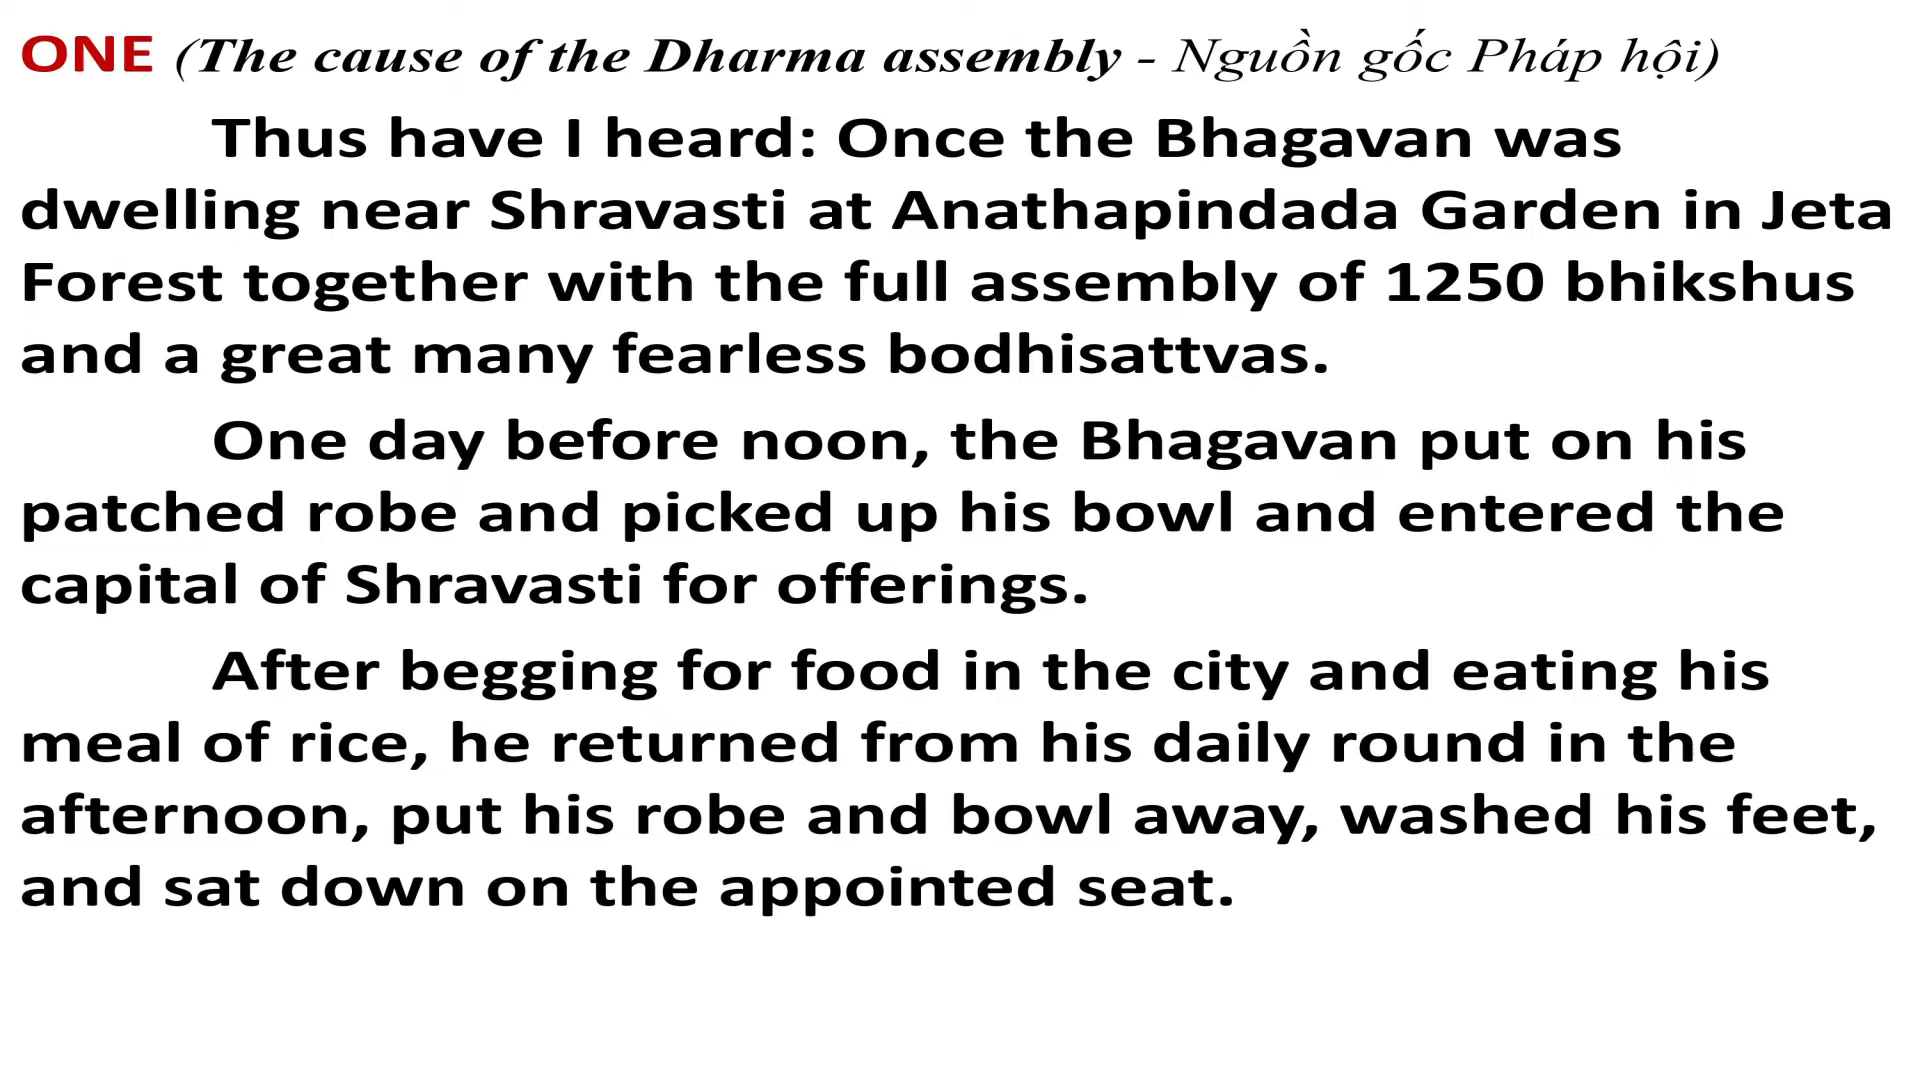 ONE (The cause of the Dharma assembly - Nguồn gốc Pháp hội)
Thus have I heard: Once the Bhagavan was
dwelling near Shravasti at Anathapindada Garden in Jeta
Forest together with the full assembly of 1250 bhikshus
and a great many fearless bodhisattvas.
One day before noon, the Bhagavan put on his
patched robe and picked up his bowl and entered the
capital of Shravasti for offerings.
After begging for food in the city and eating his
meal of rice, he returned from his daily round in the
afternoon, put his robe and bowl away, washed his feet,
and sat down on the appointed seat.